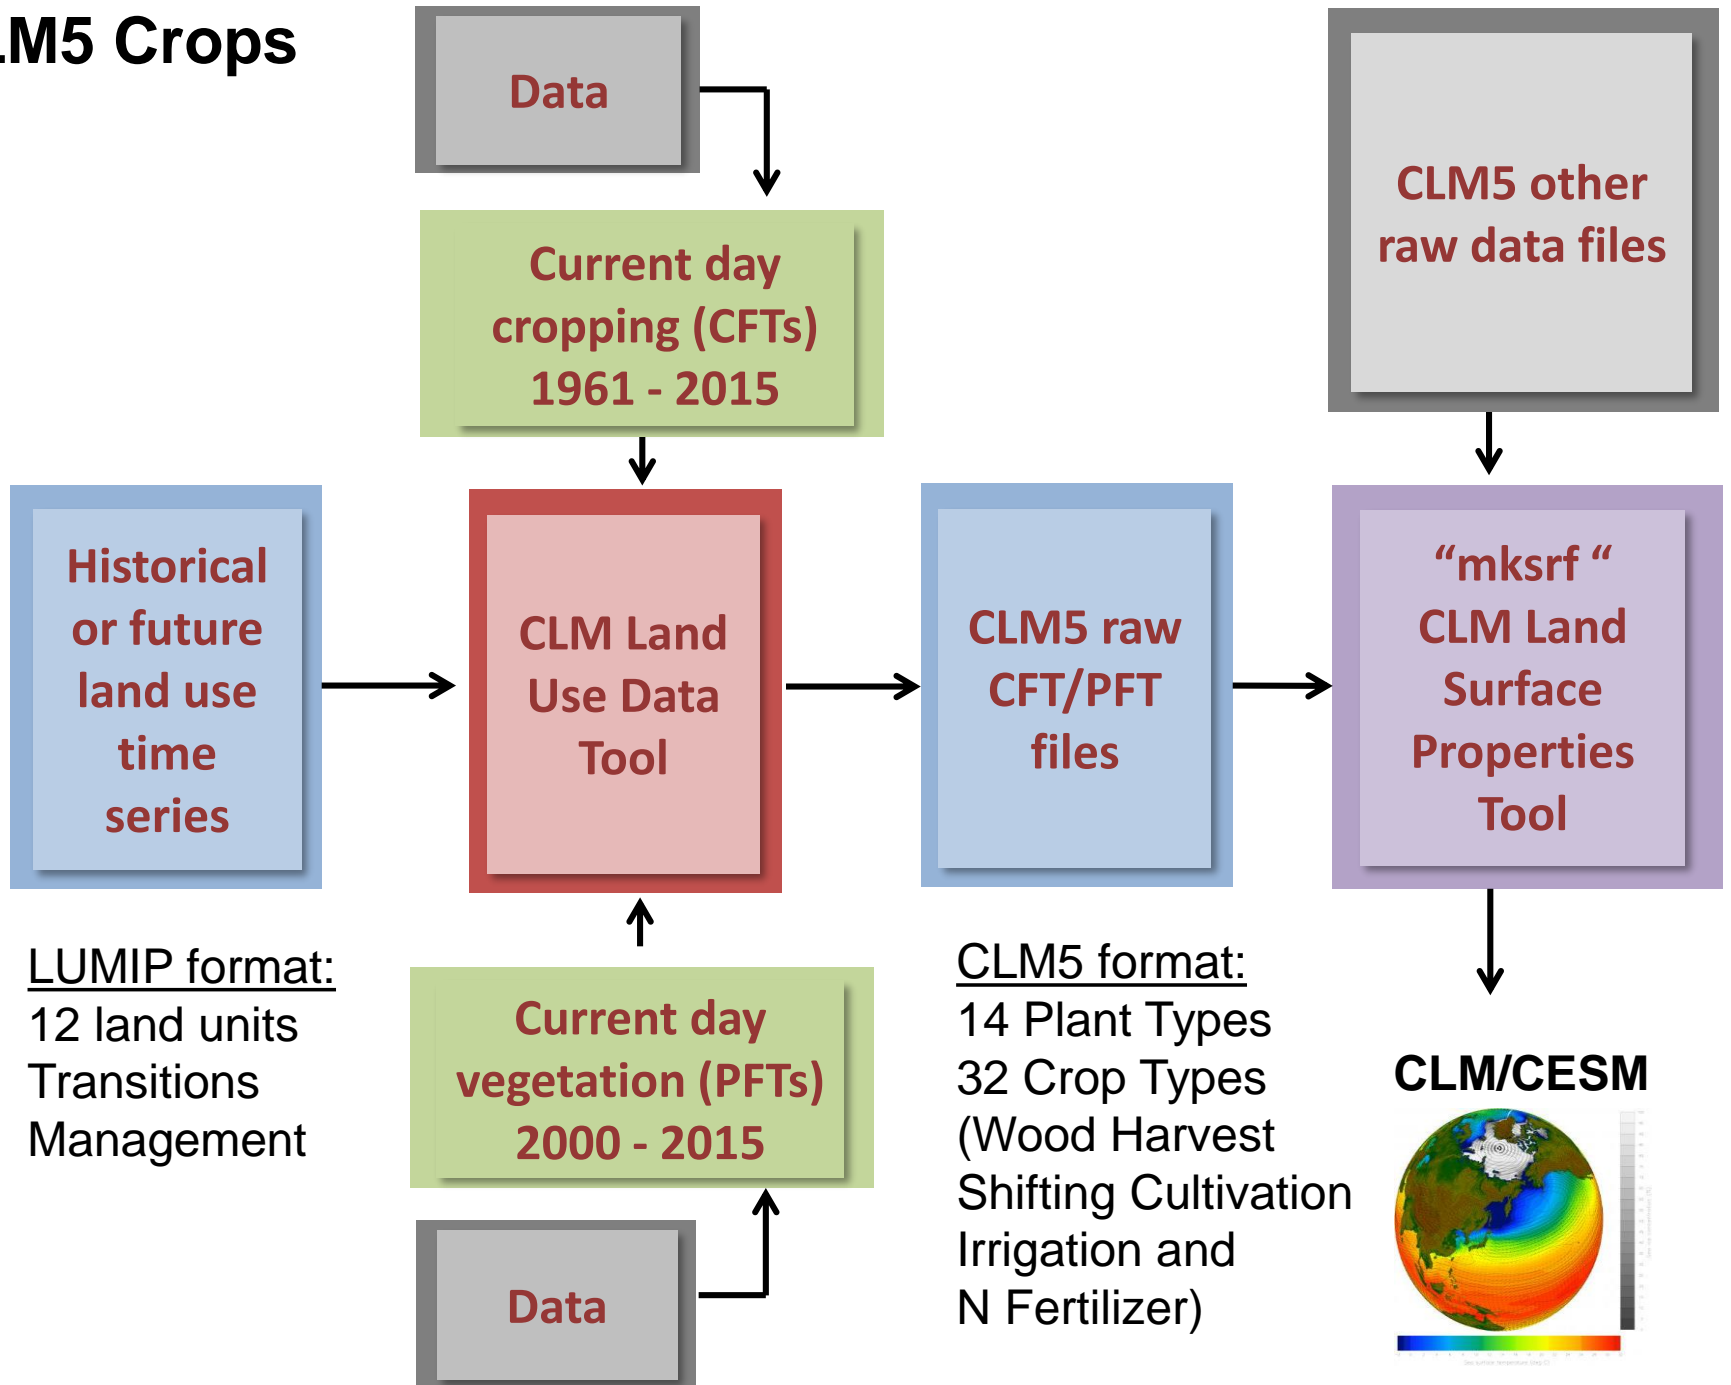 LM5 Crops
Data
CLM5 other
raw data files
Current day
cropping (CFTs)
1961 - 2015
Historical
or future
land use
time
series
CLM Land
Use Data
Tool
CLM5 raw
CFT/PFT
files
“mksrf “
CLM Land
Surface
Properties
Tool
LUMIP format:
12 land units
Transitions
Management
Current day
vegetation (PFTs)
2000 - 2015
Data
CLM5 format:
14 Plant Types
32 Crop Types
(Wood Harvest
Shifting Cultivation
Irrigation and
N Fertilizer)
CLM/CESM